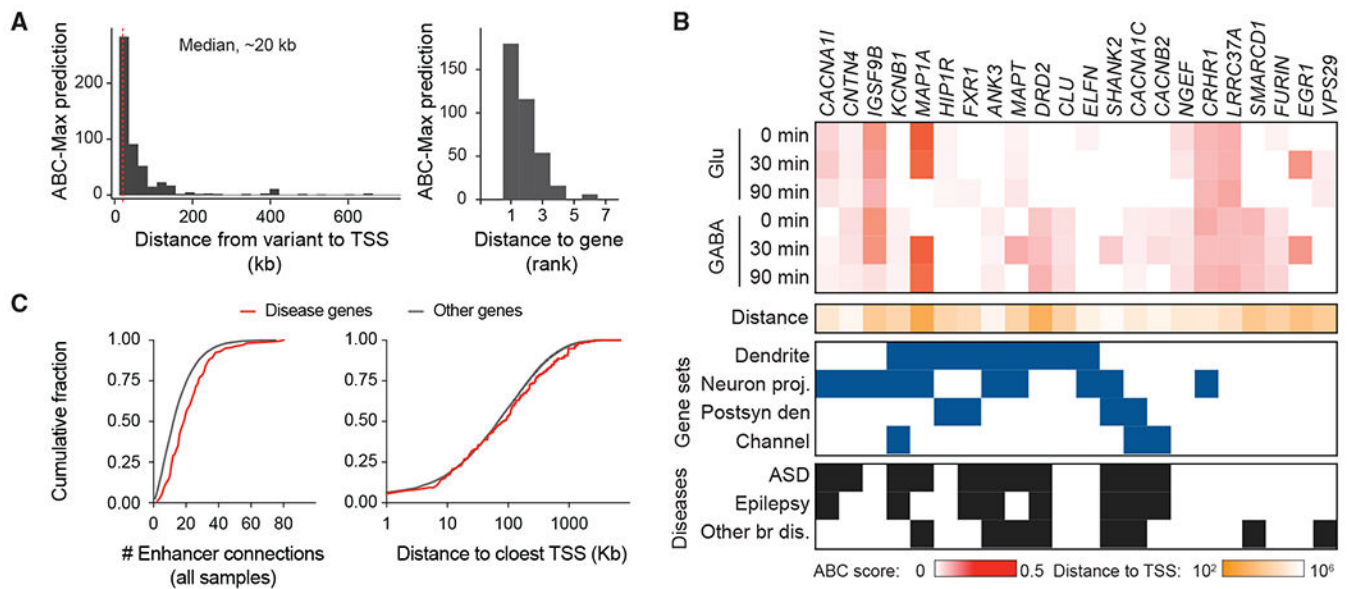 A
Median, ~20 kb
ABC-Max prediction
300
200
100
0
0 200 400 600
Distance from variant to TSS
(kb)
ABC-Max prediction
150
100
50
0
1 3 5 7
Distance to gene
(rank)
B
CACNA1I
CNTN4
IGSF9B
KCNB1
MAP1A
HIP1R
FXR1
ANK3
MAPT
DRD2
CLU
ELFN
SHANK2
CACNA1C
CACNB2
NGEF
CRHR1
LRRC37A
SMARCD1
FURIN
EGR1
VPS29
Glu
0 min
30 min
90 min
GABA
0 min
30 min
90 min
Distance
Gene sets
Dendrite
Neuron proj.
Postsyn den
Channel
Diseases
ASD
Epilepsy
Other br dis.
ABC score: 0 0.5 Distance to TSS: 10² 10⁶
C
Disease genes Other genes
Cumulative fraction
1.00
0.75
0.50
0.25
0.00
0 20 40 60 80
# Enhancer connections
(all samples)
1.00
0.75
0.50
0.25
0.00
1 10 100 1000
Distance to cloest TSS (Kb)